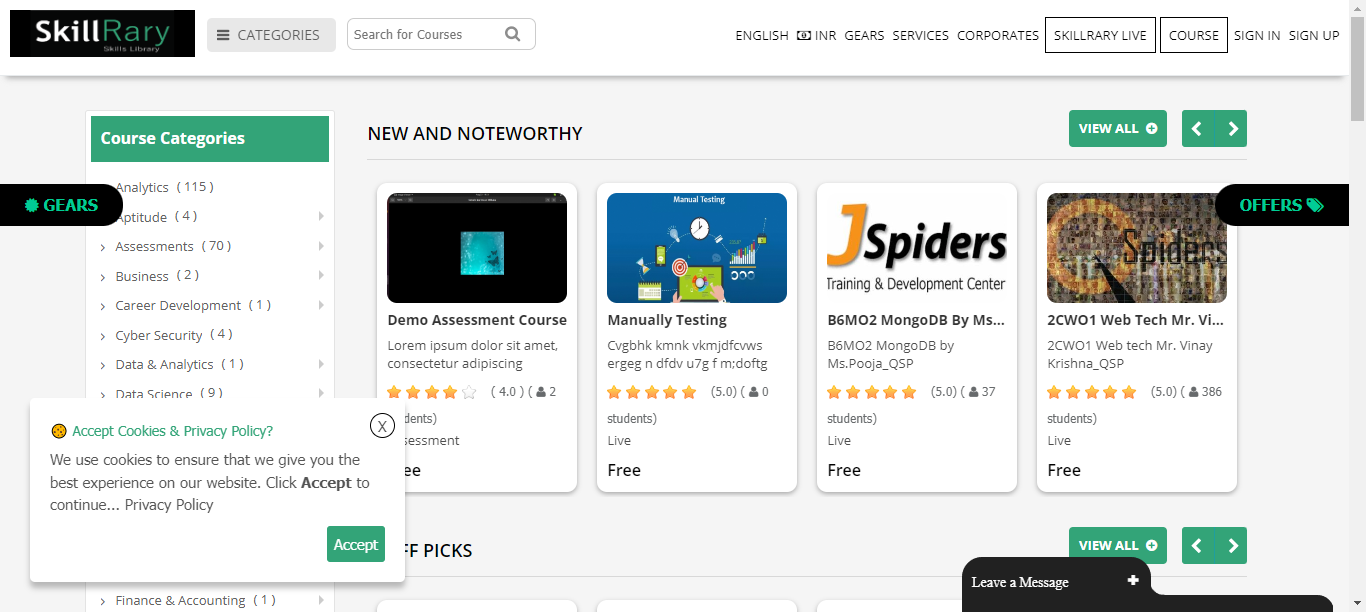 SkillRary
Skills Library
CATEGORIES
Search for Courses
ENGLISH INR GEARS SERVICES CORPORATES SKILLRARY LIVE COURSE SIGN IN SIGN UP
Course Categories
Analytics ( 115 )
Aptitude ( 4 )
Assessments ( 70 )
Business ( 2 )
Career Development ( 1 )
Cyber Security ( 4 )
Data & Analytics ( 1 )
Data Science ( 9 )
Finance & Accounting ( 1 )
GEARS
OFFERS
NEW AND NOTEWORTHY
VIEW ALL
Demo Assessment Course
Lorem ipsum dolor sit amet,
consectetur adipiscing
( 4.0 ) ( 2
dents)
sessment
ee
Manual Testing
Manually Testing
Cvgbhk kmnk vkmjdfcvws
ergeg n dfdv u7g f m;doftg
(5.0) ( 0
students)
Live
Free
JSpiders
Training & Development Center
B6MO2 MongoDB By Ms...
B6MO2 MongoDB by
Ms.Pooja_QSP
(5.0) ( 37
students)
Live
Free
Spiders
2CWO1 Web Tech Mr. Vi...
2CWO1 Web tech Mr. Vinay
Krishna_QSP
(5.0) ( 386
students)
Live
Free
Accept Cookies & Privacy Policy?
X
We use cookies to ensure that we give you the
best experience on our website. Click Accept to
continue... Privacy Policy
Accept
FF PICKS
VIEW ALL
Leave a Message